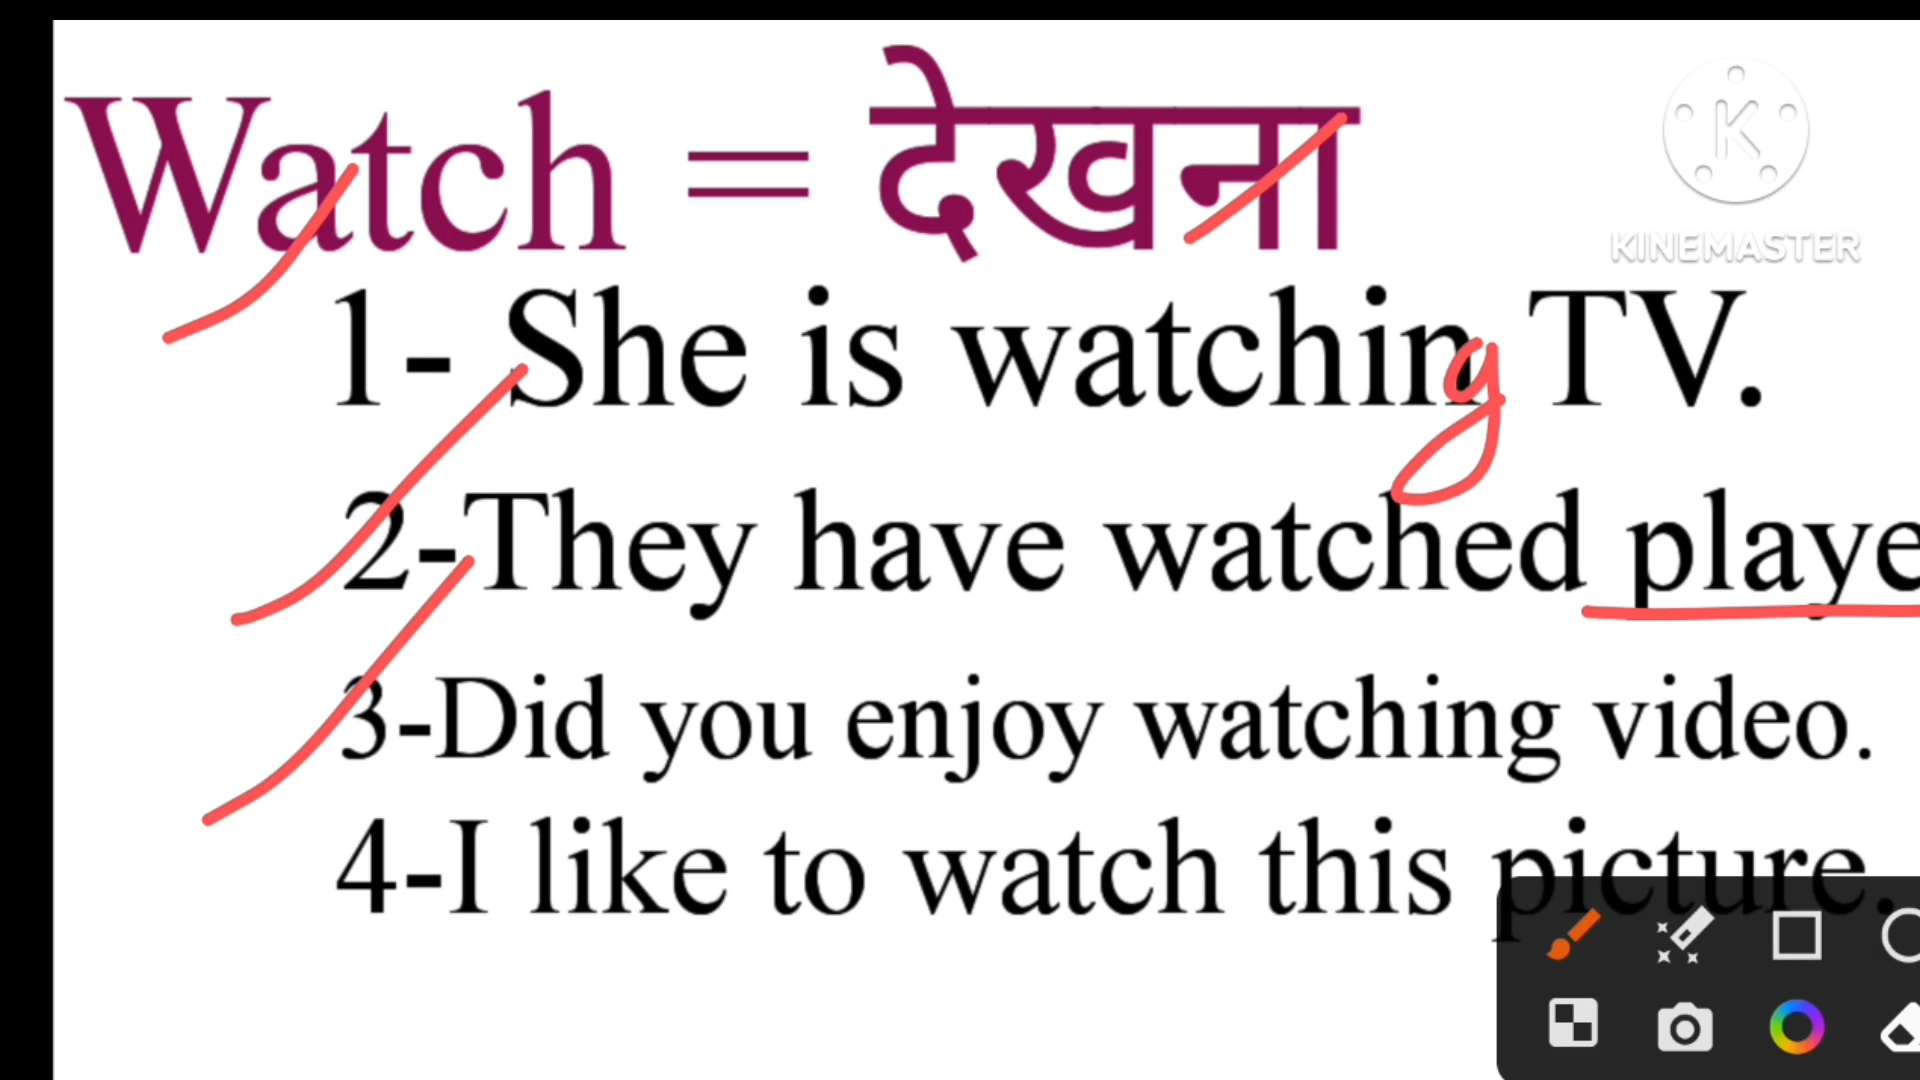 Watch = देखना
K
KINEMASTER
1- She is watching TV.
2-They have watched playe
3-Did you enjoy watching video.
4-I like to watch this picture.